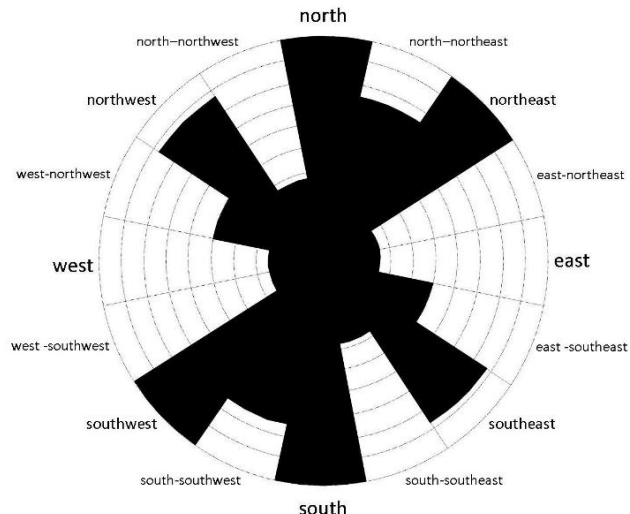 north
north–northwest
north–northeast
northwest
northeast
west-northwest
east-northeast
west
east
west -southwest
east -southeast
southwest
southeast
south-southwest
south-southeast
south